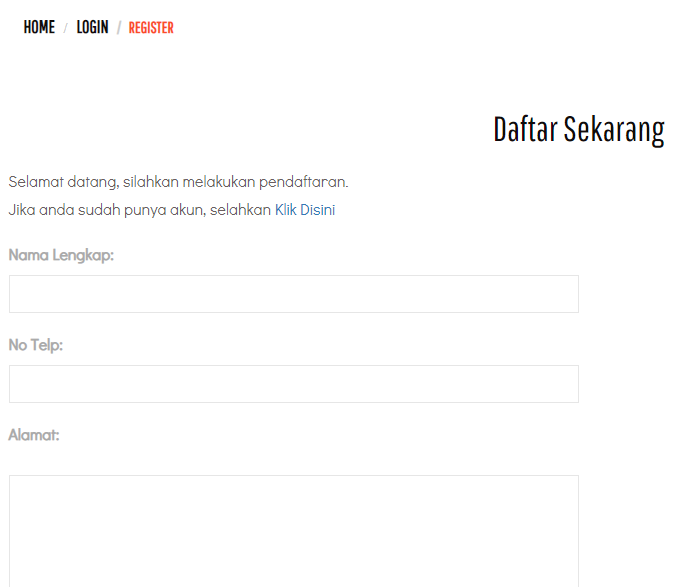 HOME / LOGIN / REGISTER
Daftar Sekarang
Selamat datang, silahkan melakukan pendaftaran.
Jika anda sudah punya akun, selahkan Klik Disini
Nama Lengkap:
No Telp:
Alamat: